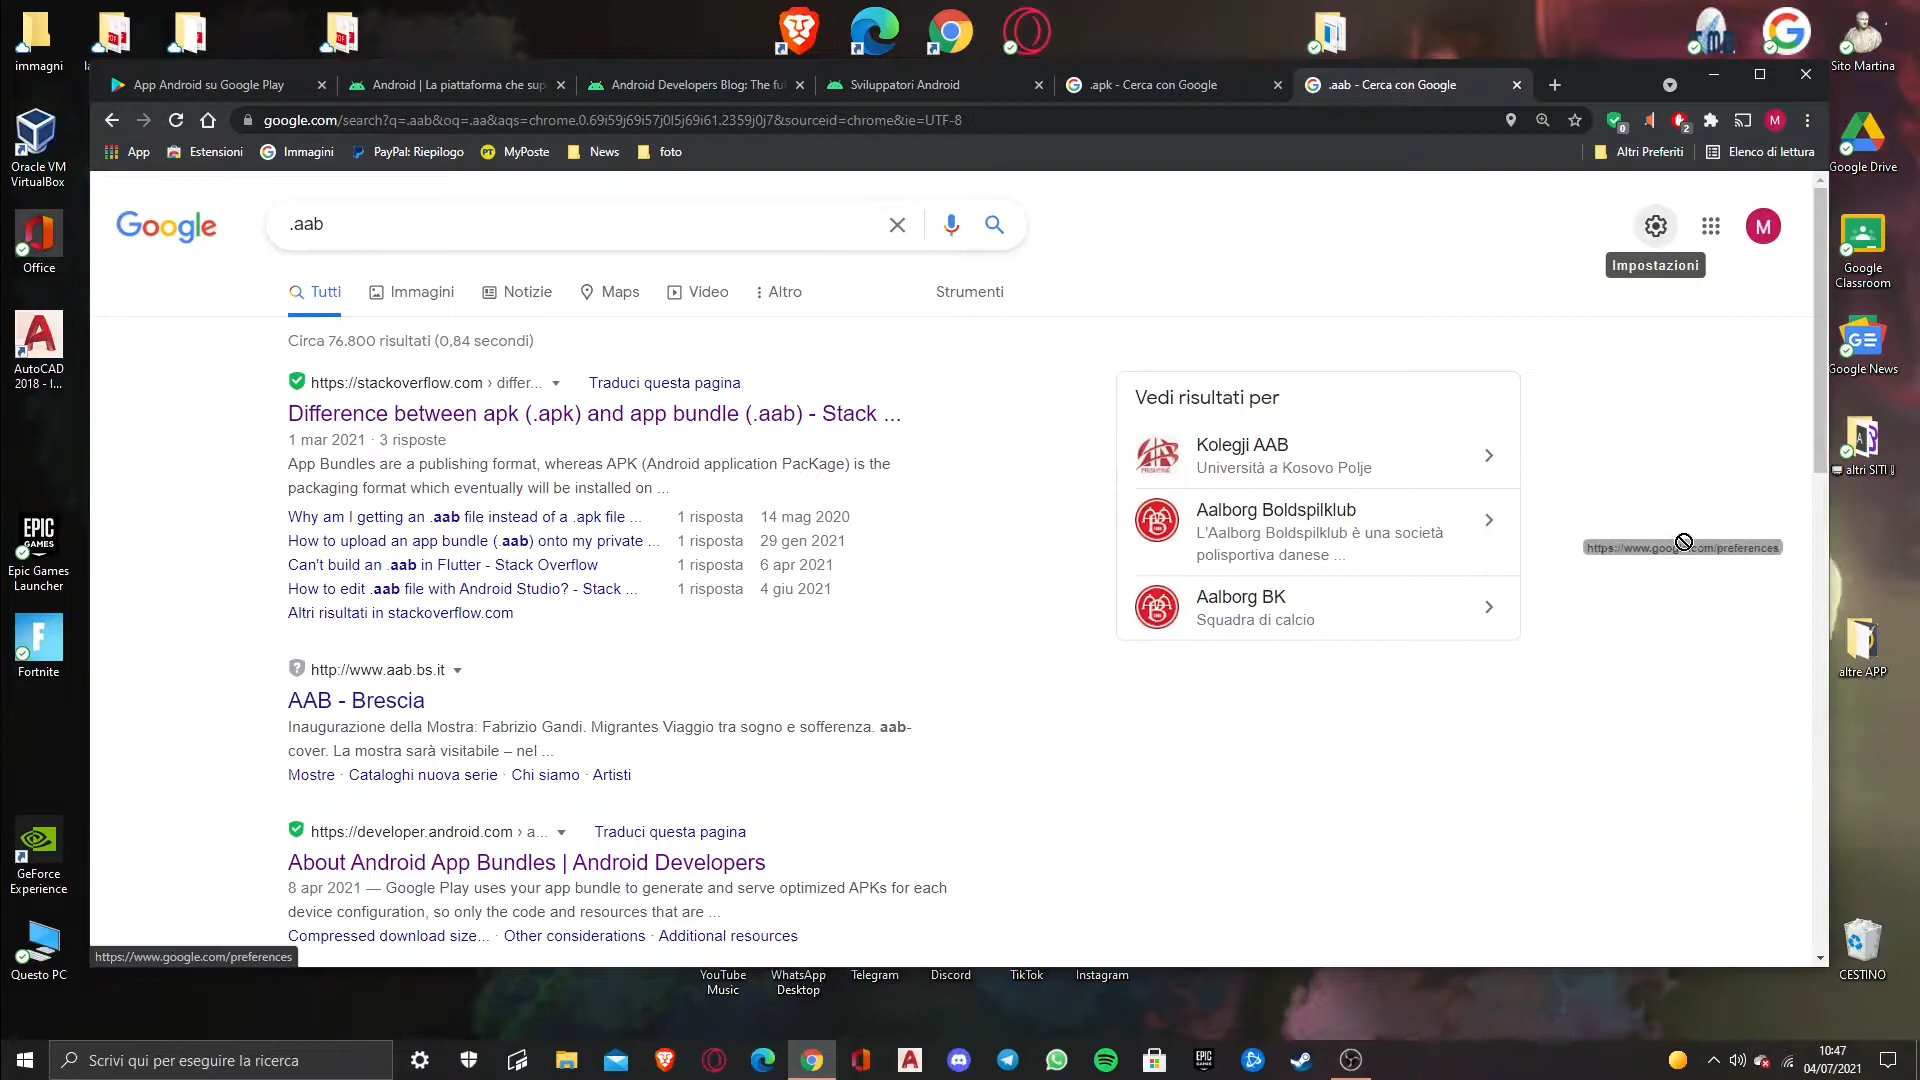 immagni
Sito Martina
App Android su Google Play
Android | La piattaforma che sup
Android Developers Blog: The fu
Sviluppatori Android
.apk - Cerca con Google
.aab - Cerca con Google
google.com/search?q=.aab&oq=.aa&aqs=chrome.0.69i59j69i57j0l5j69i61.2359j0j7&sourceid=chrome&ie=UTF-8
0
2
M
App
Estensioni
Immagini
PayPal: Riepilogo
MyPoste
News
foto
Altri Preferiti
Elenco di lettura
Oracle VM
VirtualBox
Google Drive
Google
.aab
M
Impostazioni
Office
Google
Classroom
Tutti
Immagini
Notizie
Maps
Video
Altro
Strumenti
Circa 76.800 risultati (0,84 secondi)
https://stackoverflow.com › differ...
Traduci questa pagina
Difference between apk (.apk) and app bundle (.aab) - Stack ...
1 mar 2021 · 3 risposte
App Bundles are a publishing format, whereas APK (Android application PacKage) is the
packaging format which eventually will be installed on ...
Why am I getting an .aab file instead of a .apk file ... 1 risposta 14 mag 2020
How to upload an app bundle (.aab) onto my private ... 1 risposta 29 gen 2021
Can't build an .aab in Flutter - Stack Overflow 1 risposta 6 apr 2021
How to edit .aab file with Android Studio? - Stack ... 1 risposta 4 giu 2021
Altri risultati in stackoverflow.com
Vedi risultati per
Kolegji AAB
Università a Kosovo Polje
Aalborg Boldspilklub
L'Aalborg Boldspilklub è una società
polisportiva danese ...
Aalborg BK
Squadra di calcio
AutoCAD
2018 - I...
Google News
altri SITI
EPIC
GAMES
Epic Games
Launcher
Fortnite
altre APP
http://www.aab.bs.it
AAB - Brescia
Inaugurazione della Mostra: Fabrizio Gandi. Migrantes Viaggio tra sogno e sofferenza. aab-
cover. La mostra sarà visitabile – nel ...
Mostre · Cataloghi nuova serie · Chi siamo · Artisti
https://developer.android.com › a...
Traduci questa pagina
About Android App Bundles | Android Developers
8 apr 2021 — Google Play uses your app bundle to generate and serve optimized APKs for each
device configuration, so only the code and resources that are ...
Compressed download size... · Other considerations · Additional resources
https://www.google.com/preferences
GeForce
Experience
Questo PC
CESTINO
YouTube
Music
WhatsApp
Desktop
Telegram
Discord
TikTok
Instagram
Scrivi qui per eseguire la ricerca
10:47
04/07/2021